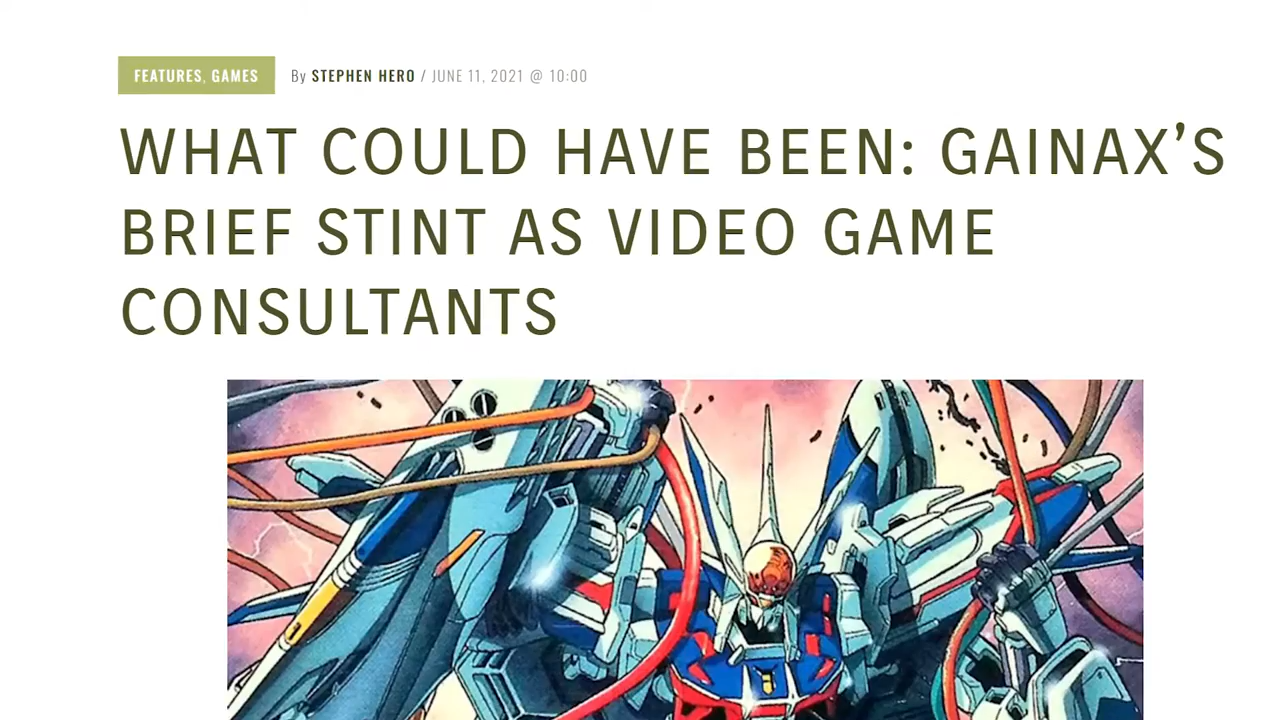 FEATURES, GAMES By STEPHEN HERO / JUNE 11, 2021 @ 10:00
WHAT COULD HAVE BEEN: GAINAX’S
BRIEF STINT AS VIDEO GAME
CONSULTANTS